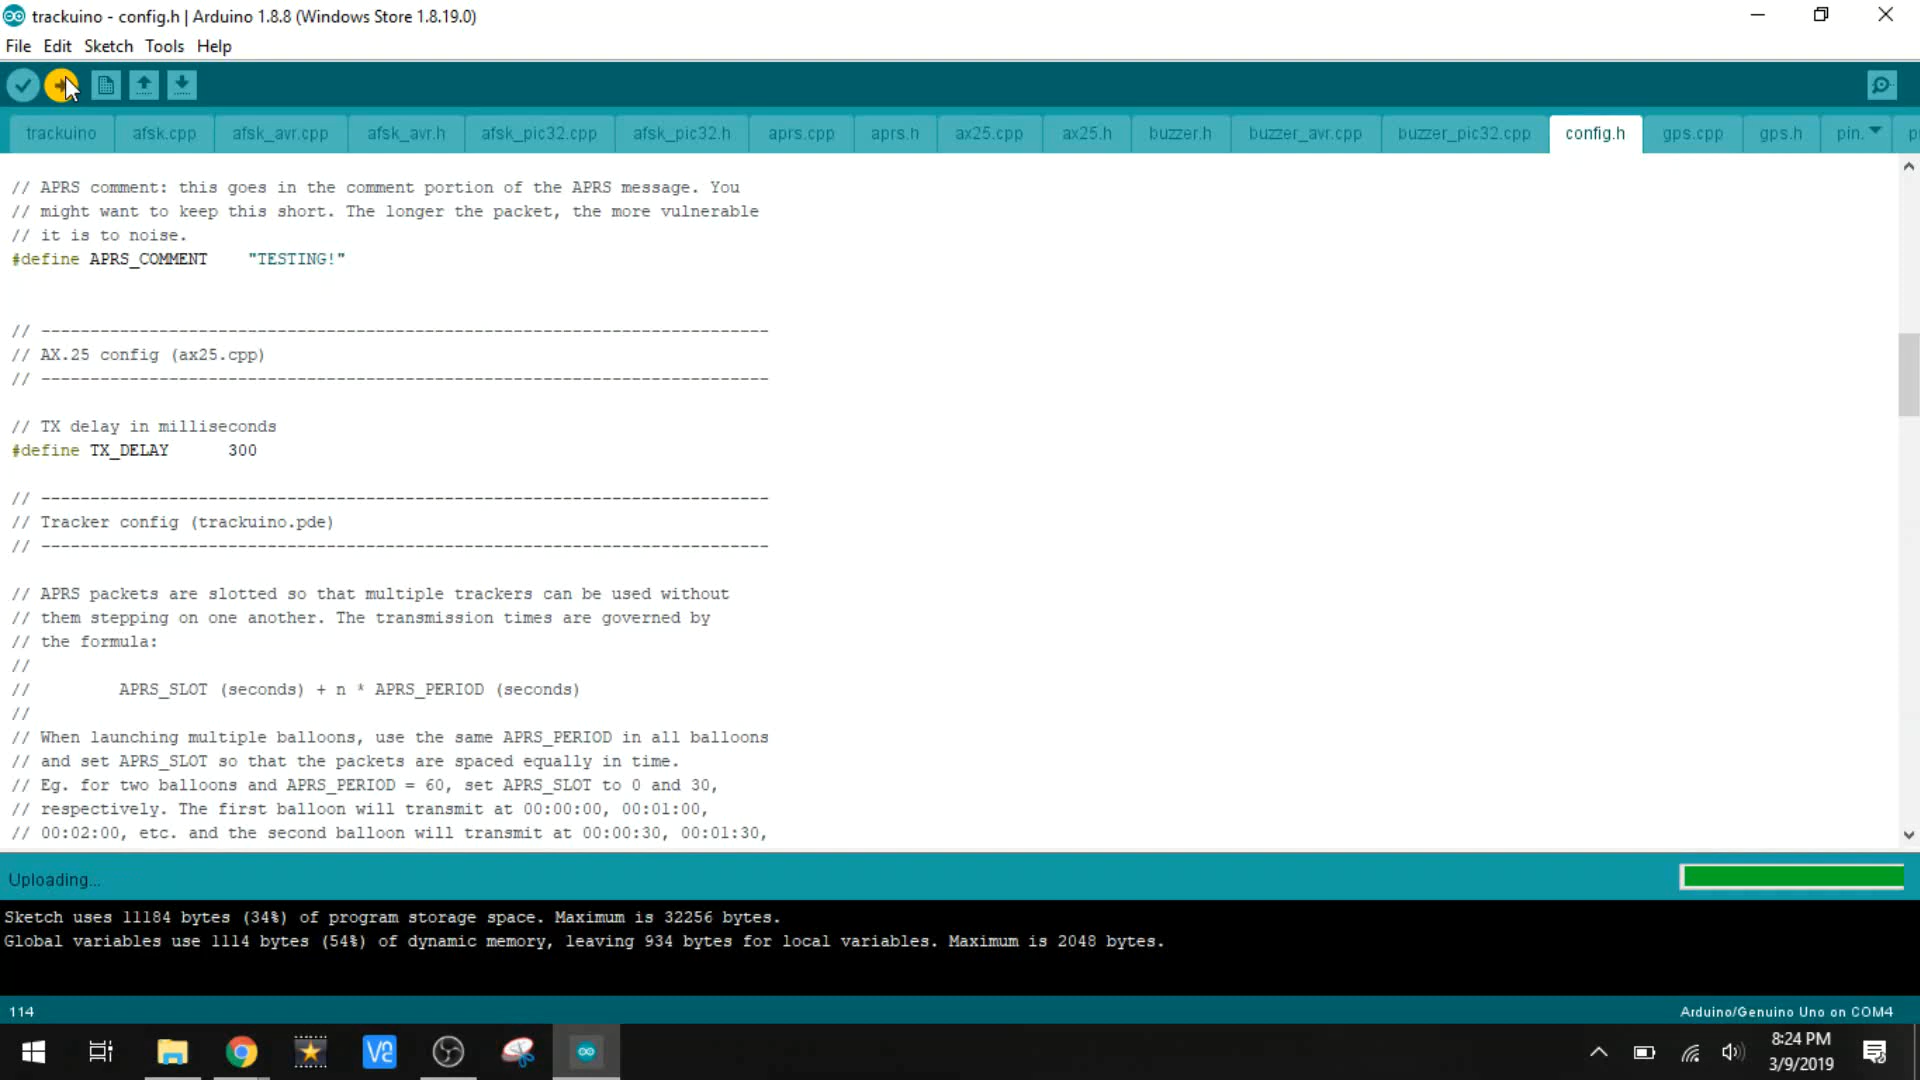 trackuino - config.h | Arduino 1.8.8 (Windows Store 1.8.19.0)
File Edit Sketch Tools Help
trackuino afsk.cpp afsk_avr.cpp afsk_avr.h afsk_pic32.cpp afsk_pic32.h aprs.cpp aprs.h ax25.cpp ax25.h buzzer.h buzzer_avr.cpp buzzer_pic32.cpp config.h gps.cpp gps.h pin.
// APRS comment: this goes in the comment portion of the APRS message. You
// might want to keep this short. The longer the packet, the more vulnerable
// it is to noise.
#define APRS_COMMENT    "TESTING!"
// --------------------------------------------------------------------------
// AX.25 config (ax25.cpp)
// --------------------------------------------------------------------------
// TX delay in milliseconds
#define TX_DELAY      300
// --------------------------------------------------------------------------
// Tracker config (trackuino.pde)
// --------------------------------------------------------------------------
// APRS packets are slotted so that multiple trackers can be used without
// them stepping on one another. The transmission times are governed by
// the formula:
//
//         APRS_SLOT (seconds) + n * APRS_PERIOD (seconds)
//
// When launching multiple balloons, use the same APRS_PERIOD in all balloons
// and set APRS_SLOT so that the packets are spaced equally in time.
// Eg. for two balloons and APRS_PERIOD = 60, set APRS_SLOT to 0 and 30,
// respectively. The first balloon will transmit at 00:00:00, 00:01:00,
// 00:02:00, etc. and the second balloon will transmit at 00:00:30, 00:01:30,
Uploading...
Sketch uses 11184 bytes (34%) of program storage space. Maximum is 32256 bytes.
Global variables use 1114 bytes (54%) of dynamic memory, leaving 934 bytes for local variables. Maximum is 2048 bytes.
114
Arduino/Genuino Uno on COM4
8:24 PM
3/9/2019